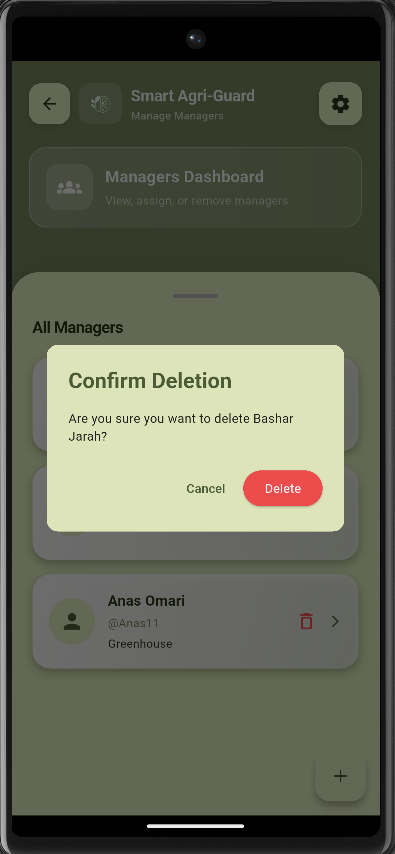 Smart Agri-Guard
Manage Managers
Managers Dashboard
View, assign, or remove managers
All Managers
Confirm Deletion
Are you sure you want to delete Bashar
Jarah?
Cancel
Delete
Anas Omari
@Anas11
Greenhouse